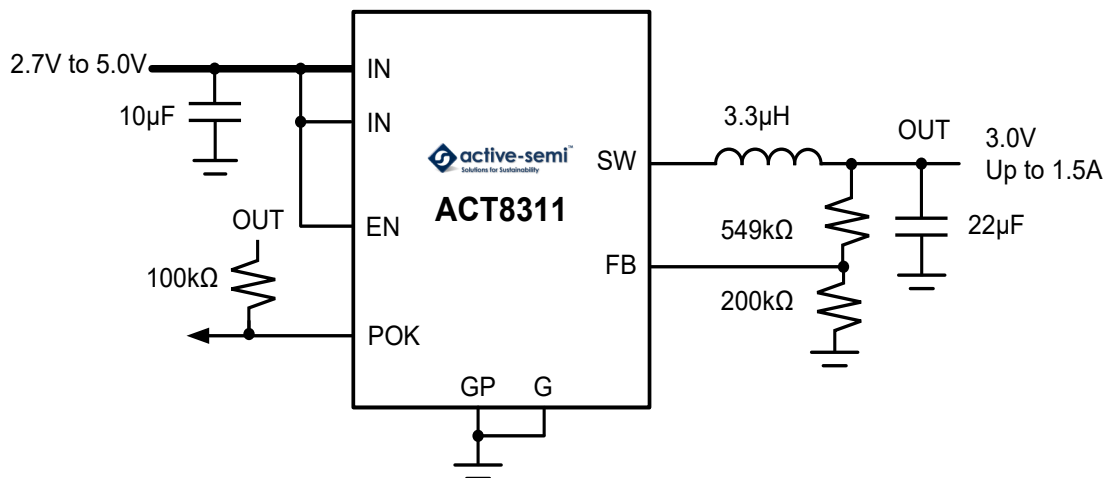 2.7V to 5.0V
10µF
OUT
100kΩ
IN
IN
EN
POK
active-semi™
Solutions for Sustainability
ACT8311
SW
FB
GP
G
3.3µH
OUT
3.0V
Up to 1.5A
549kΩ
22µF
200kΩ